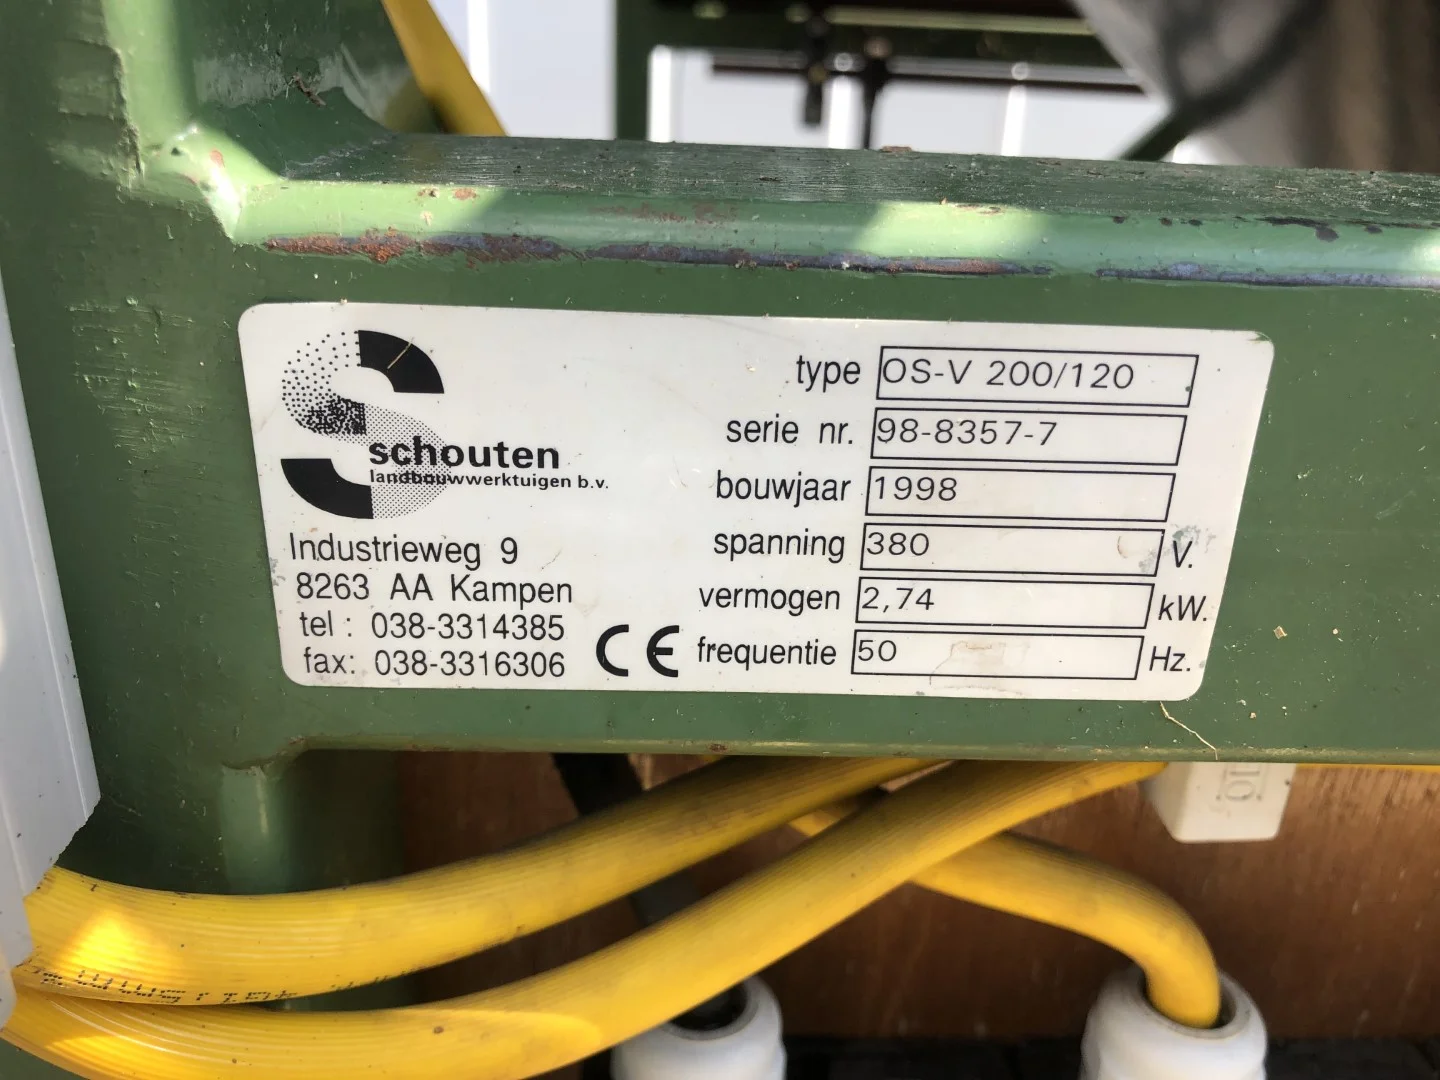 schouten
landbouwwerktuigen b.v.
Industrieweg 9
8263 AA Kampen
tel : 038-3314385
fax: 038-3316306
CE
type OS-V 200/120
serie nr. 98-8357-7
bouwjaar 1998
spanning 380 V.
vermogen 2,74 kW.
frequentie 50 Hz.